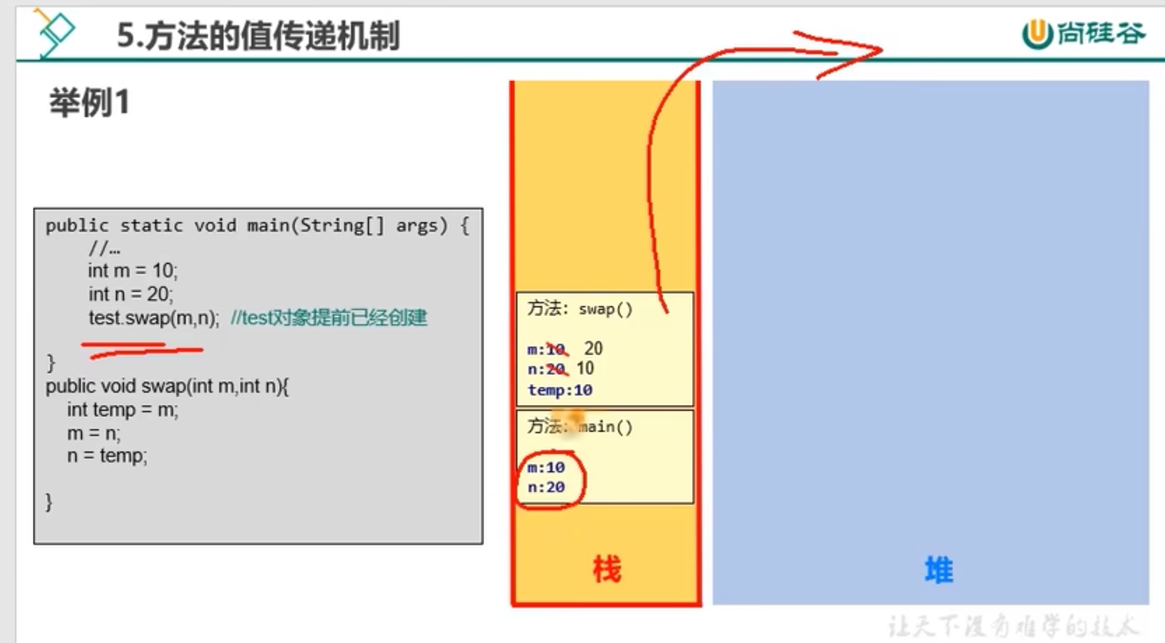 5.方法的值传递机制
尚硅谷
举例1
public static void main(String[] args) {
//…
int m = 10;
int n = 20;
test.swap(m,n); //test对象提前已经创建
}
public void swap(int m,int n){
int temp = m;
m = n;
n = temp;
}
方法: swap()
m:10 20
n:20 10
temp:10
方法: main()
m:10
n:20
栈
堆
让天下没有难学的技术